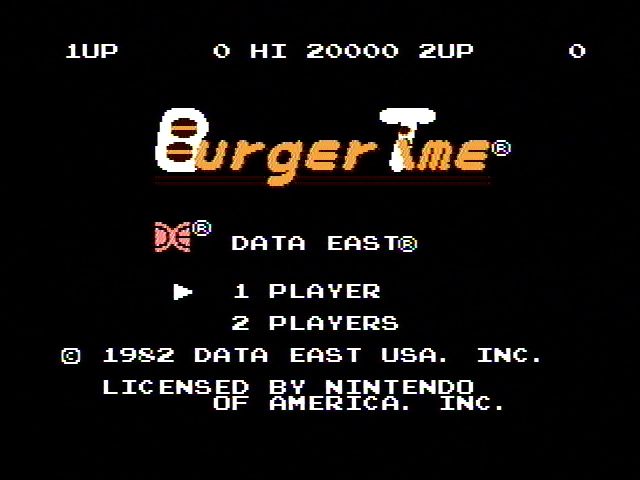 1UP 0 HI 20000 2UP 0
BurgerTime®
® DATA EAST®
▶ 1 PLAYER
2 PLAYERS
© 1982 DATA EAST USA. INC.
LICENSED BY NINTENDO
OF AMERICA. INC.